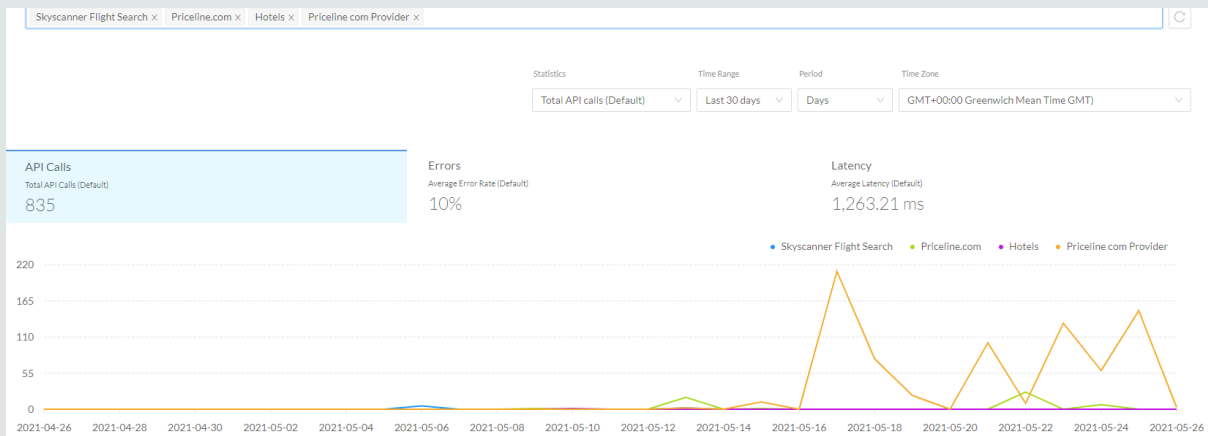 Skyscanner Flight Search × Priceline.com × Hotels × Priceline com Provider ×
Statistics Time Range Period Time Zone
Total API calls (Default) Last 30 days Days GMT+00:00 Greenwich Mean Time GMT)
API Calls
Total API Calls (Default)
835
Errors
Average Error Rate (Default)
10%
Latency
Average Latency (Default)
1,263.21 ms
Skyscanner Flight Search Priceline.com Hotels Priceline com Provider
220
165
110
55
0
2021-04-26 2021-04-28 2021-04-30 2021-05-02 2021-05-04 2021-05-06 2021-05-08 2021-05-10 2021-05-12 2021-05-14 2021-05-16 2021-05-18 2021-05-20 2021-05-22 2021-05-24 2021-05-26